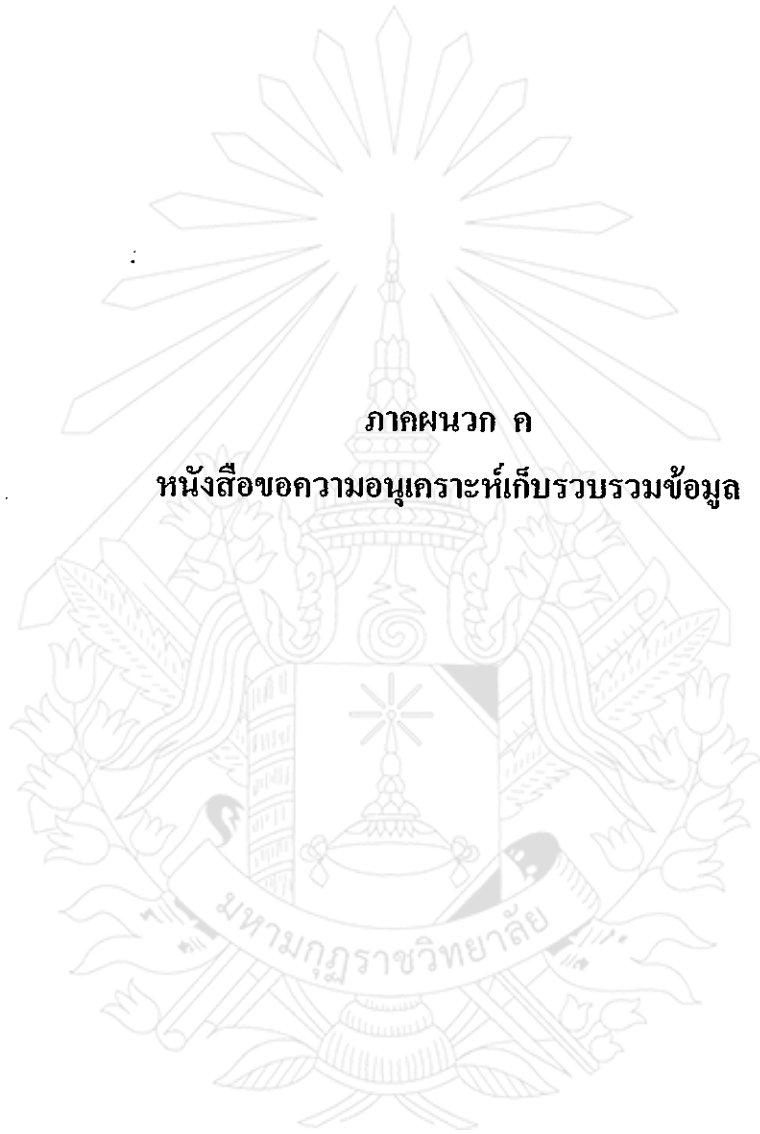 ภาคผนวก ค
หนังสือขอความอนุเคราะห์เก็บรวบรวมข้อมูล
มหามกุฏราชวิทยาลัย